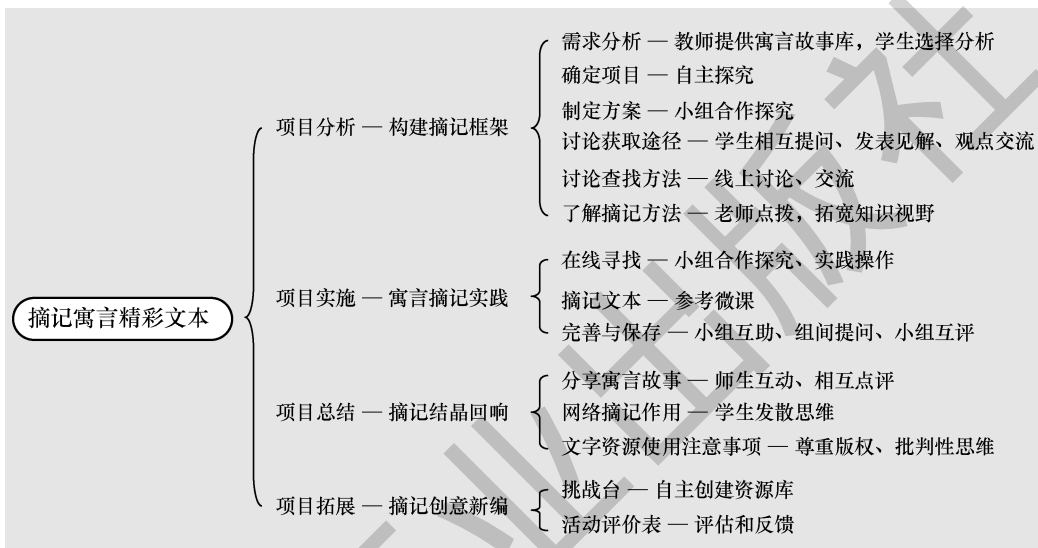 摘记寓言精彩文本
项目分析 — 构建摘记框架
需求分析 — 教师提供寓言故事库，学生选择分析
确定项目 — 自主探究
制定方案 — 小组合作探究
讨论获取途径 — 学生相互提问、发表见解、观点交流
讨论查找方法 — 线上讨论、交流
了解摘记方法 — 老师点拨，拓宽知识视野
项目实施 — 寓言摘记实践
在线寻找 — 小组合作探究、实践操作
摘记文本 — 参考微课
完善与保存 — 小组互助、组间提问、小组互评
项目总结 — 摘记结晶回响
分享寓言故事 — 师生互动、相互点评
网络摘记作用 — 学生发散思维
文字资源使用注意事项 — 尊重版权、批判性思维
项目拓展 — 摘记创意新编
挑战台 — 自主创建资源库
活动评价表 — 评估和反馈
业出版社